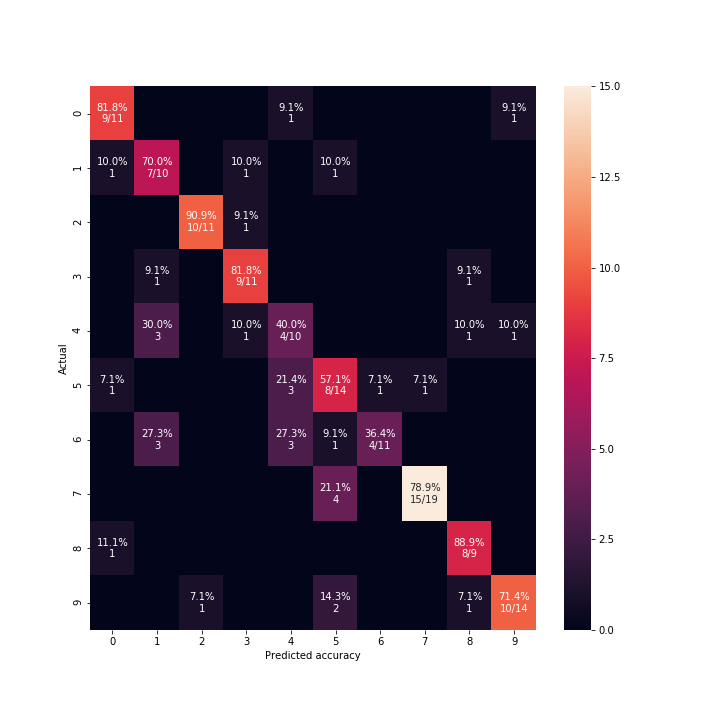 81.8% 9.1% 9.1%
0 9/11 1 1
10.0% 70.0% 10.0% 10.0%
1 1 7/10 1 1
90.9% 9.1%
2 10/11 1
9.1% 81.8% 9.1%
3 1 9/11 1
30.0% 10.0% 40.0% 10.0% 10.0%
4 3 1 4/10 1 1
Actual
7.1% 21.4% 57.1% 7.1% 7.1%
5 1 3 8/14 1 1
27.3% 27.3% 9.1% 36.4%
6 3 3 1 4/11
21.1% 78.9%
7 4 15/19
11.1% 88.9%
8 1 8/9
7.1% 14.3% 7.1% 71.4%
9 1 2 1 10/14
0 1 2 3 4 5 6 7 8 9
Predicted accuracy
15.0
12.5
10.0
7.5
5.0
2.5
0.0